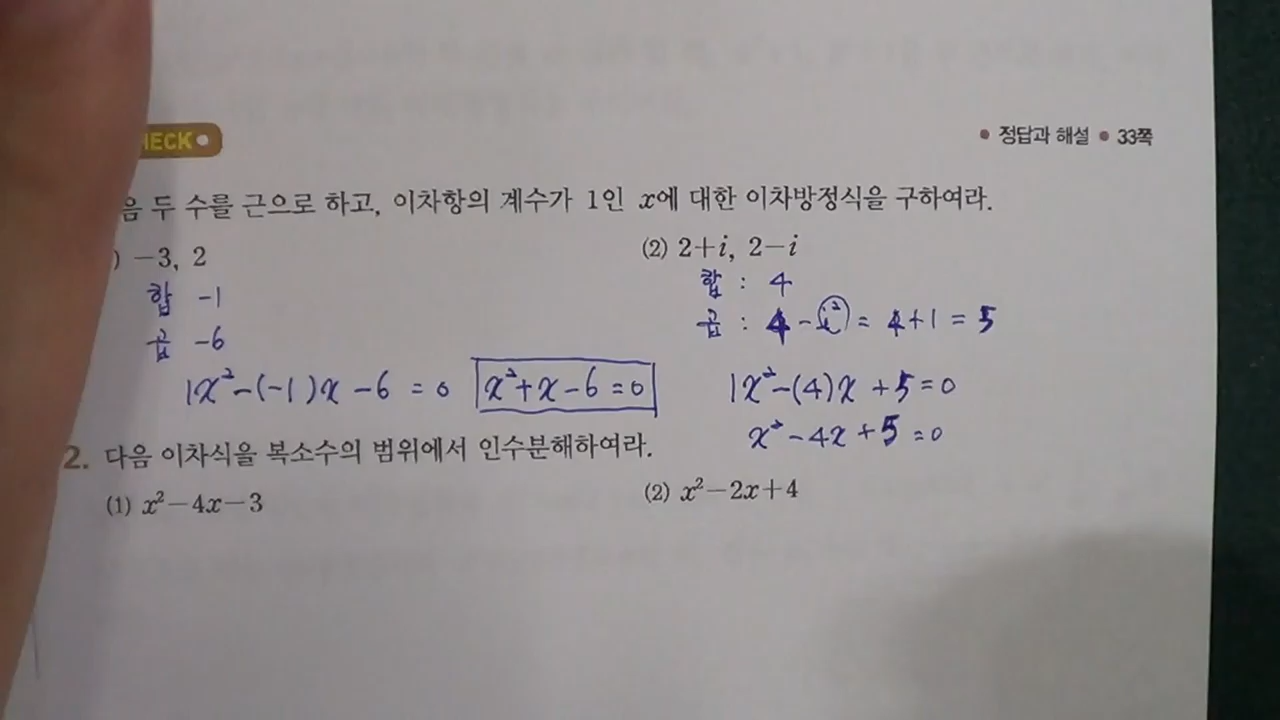 HECK
• 정답과 해설 • 33쪽
음 두 수를 근으로 하고, 이차항의 계수가 1인 x에 대한 이차방정식을 구하여라.
) −3, 2
(2) 2+i, 2−i
합 -1
합 : 4
곱 -6
곱 : 4 - i² = 4+1 = 5
1x² -(-1)x - 6 = 0
x²+x-6=0
1x² -(4)x + 5 = 0
x² - 4x + 5 = 0
2. 다음 이차식을 복소수의 범위에서 인수분해하여라.
(1) x²−4x−3
(2) x²−2x+4